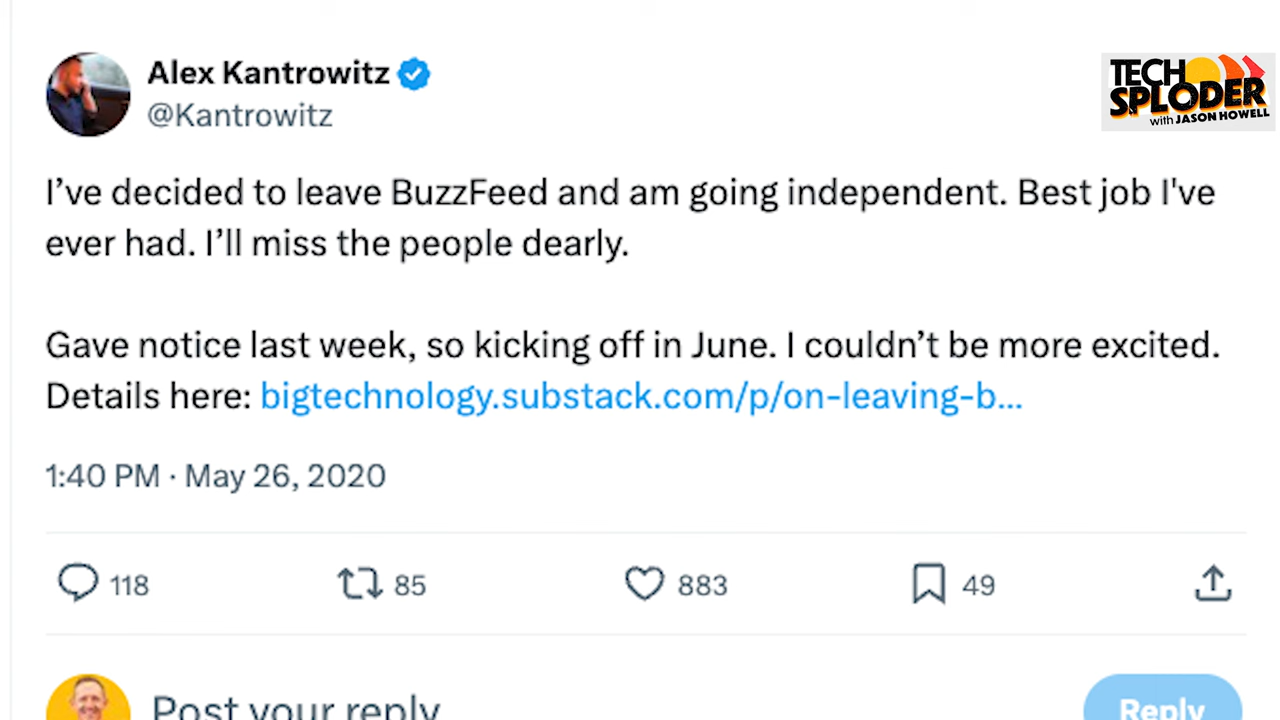 Alex Kantrowitz
@Kantrowitz
TECH
SPLODER
with JASON HOWELL
I’ve decided to leave BuzzFeed and am going independent. Best job I've
ever had. I’ll miss the people dearly.
Gave notice last week, so kicking off in June. I couldn’t be more excited.
Details here: bigtechnology.substack.com/p/on-leaving-b...
1:40 PM · May 26, 2020
118 85 883 49
Post your reply Reply